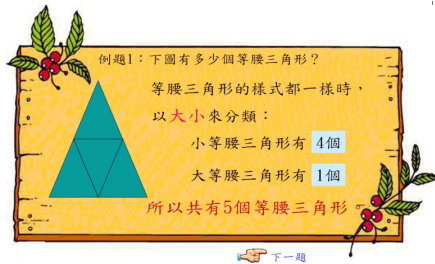 例題1：下圖有多少個等腰三角形？
等腰三角形的樣式都一樣時，
以大小來分類：
小等腰三角形有 4個
大等腰三角形有 1個
所以共有5個等腰三角形。
下一題